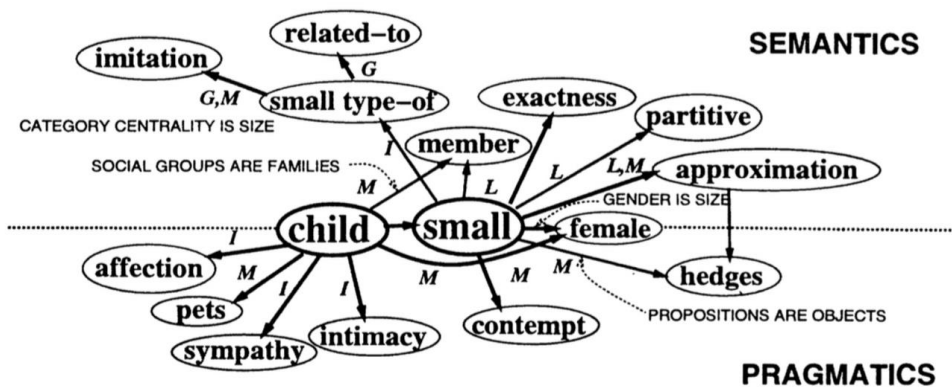 related–to
SEMANTICS
imitation
G
G,M
small type–of
exactness
partitive
CATEGORY CENTRALITY IS SIZE
member
I
SOCIAL GROUPS ARE FAMILIES
L
L,M
approximation
M
L
GENDER IS SIZE
child
small
female
I
affection
M
M
M
M
hedges
I
I
pets
PROPOSITIONS ARE OBJECTS
intimacy
contempt
sympathy
PRAGMATICS